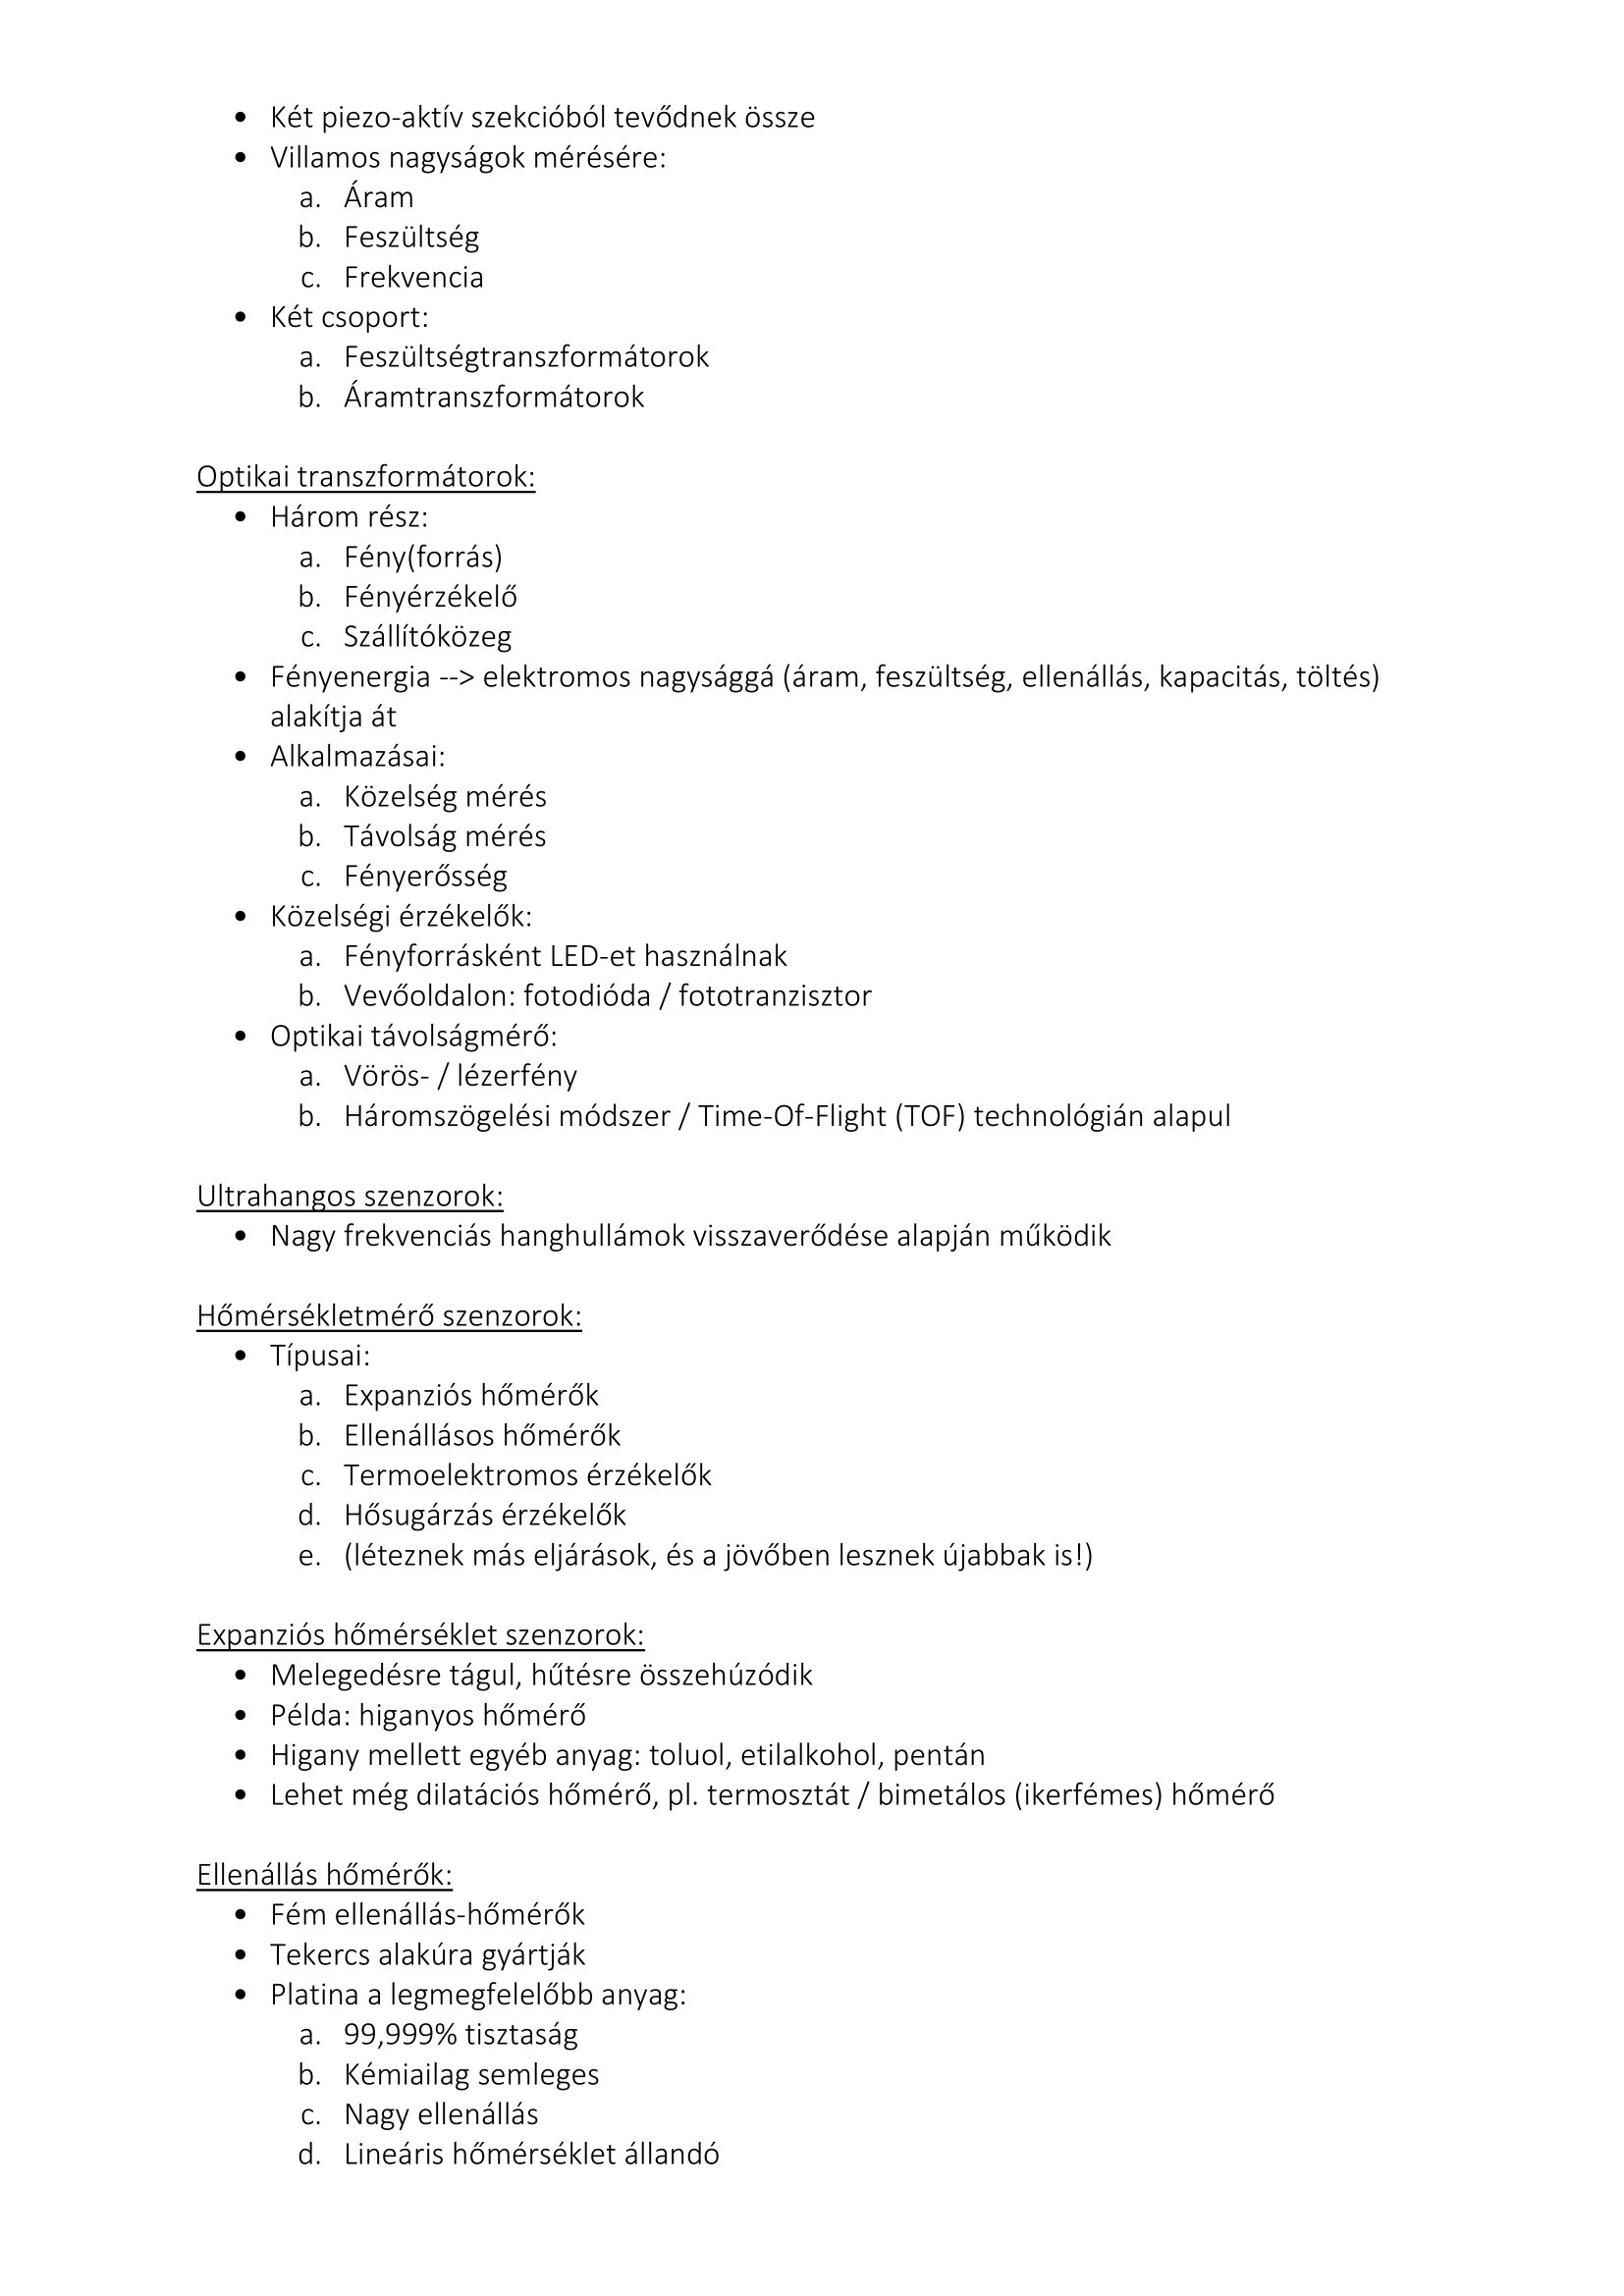 • Két piezo-aktív szekcióból tevődnek össze
• Villamos nagyságok mérésére:
a. Áram
b. Feszültség
c. Frekvencia
• Két csoport:
a. Feszültségtranszformátorok
b. Áramtranszformátorok
Optikai transzformátorok:
• Három rész:
a. Fény(forrás)
b. Fényérzékelő
c. Szállítóközeg
• Fényenergia --> elektromos nagysággá (áram, feszültség, ellenállás, kapacitás, töltés)
alakítja át
• Alkalmazásai:
a. Közelség mérés
b. Távolság mérés
c. Fényerősség
• Közelségi érzékelők:
a. Fényforrásként LED-et használnak
b. Vevőoldalon: fotodióda / fototranzisztor
• Optikai távolságmérő:
a. Vörös- / lézerfény
b. Háromszögelési módszer / Time-Of-Flight (TOF) technológián alapul
Ultrahangos szenzorok:
• Nagy frekvenciás hanghullámok visszaverődése alapján működik
Hőmérsékletmérő szenzorok:
• Típusai:
a. Expanziós hőmérők
b. Ellenállásos hőmérők
c. Termoelektromos érzékelők
d. Hősugárzás érzékelők
e. (léteznek más eljárások, és a jövőben lesznek újabbak is!)
Expanziós hőmérséklet szenzorok:
• Melegedésre tágul, hűtésre összehúzódik
• Példa: higanyos hőmérő
• Higany mellett egyéb anyag: toluol, etilalkohol, pentán
• Lehet még dilatációs hőmérő, pl. termosztát / bimetálos (ikerfémes) hőmérő
Ellenállás hőmérők:
• Fém ellenállás-hőmérők
• Tekercs alakúra gyártják
• Platina a legmegfelelőbb anyag:
a. 99,999% tisztaság
b. Kémiailag semleges
c. Nagy ellenállás
d. Lineáris hőmérséklet állandó